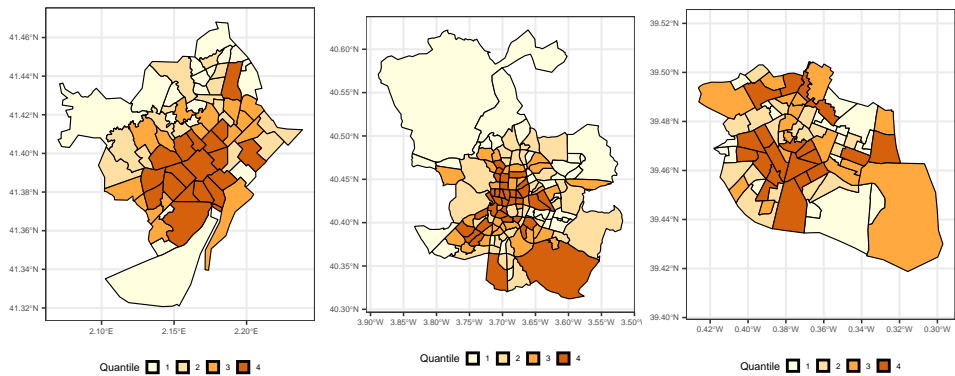 41.46°N
41.44°N
41.42°N
41.40°N
41.38°N
41.36°N
41.34°N
41.32°N
2.10°E 2.15°E 2.20°E
Quantile 1 2 3 4
40.60°N
40.55°N
40.50°N
40.45°N
40.40°N
40.35°N
40.30°N
3.90°W 3.85°W 3.80°W 3.75°W 3.70°W 3.65°W 3.60°W 3.55°W 3.50°W
Quantile 1 2 3 4
39.52°N
39.50°N
39.48°N
39.46°N
39.44°N
39.42°N
39.40°N
0.42°W 0.40°W 0.38°W 0.36°W 0.34°W 0.32°W 0.30°W
Quantile 1 2 3 4